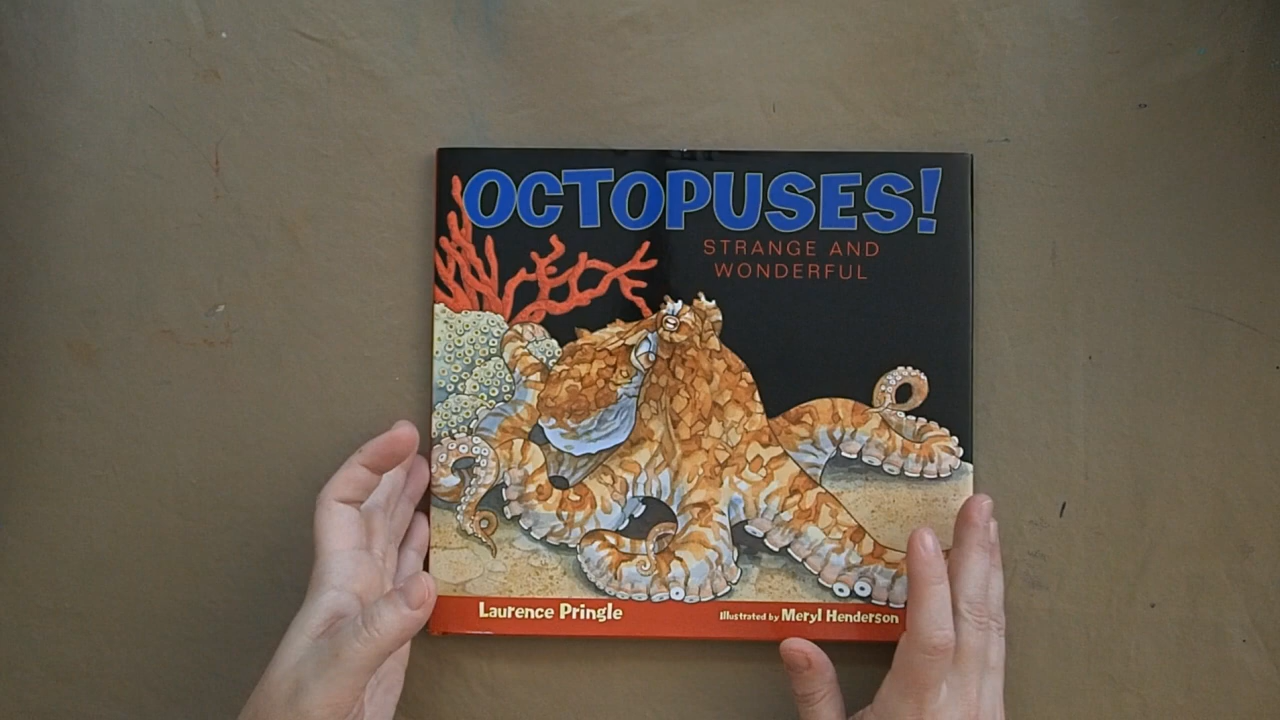 OCTOPUSES!
STRANGE AND
WONDERFUL
Laurence Pringle
Illustrated by Meryl Henderson